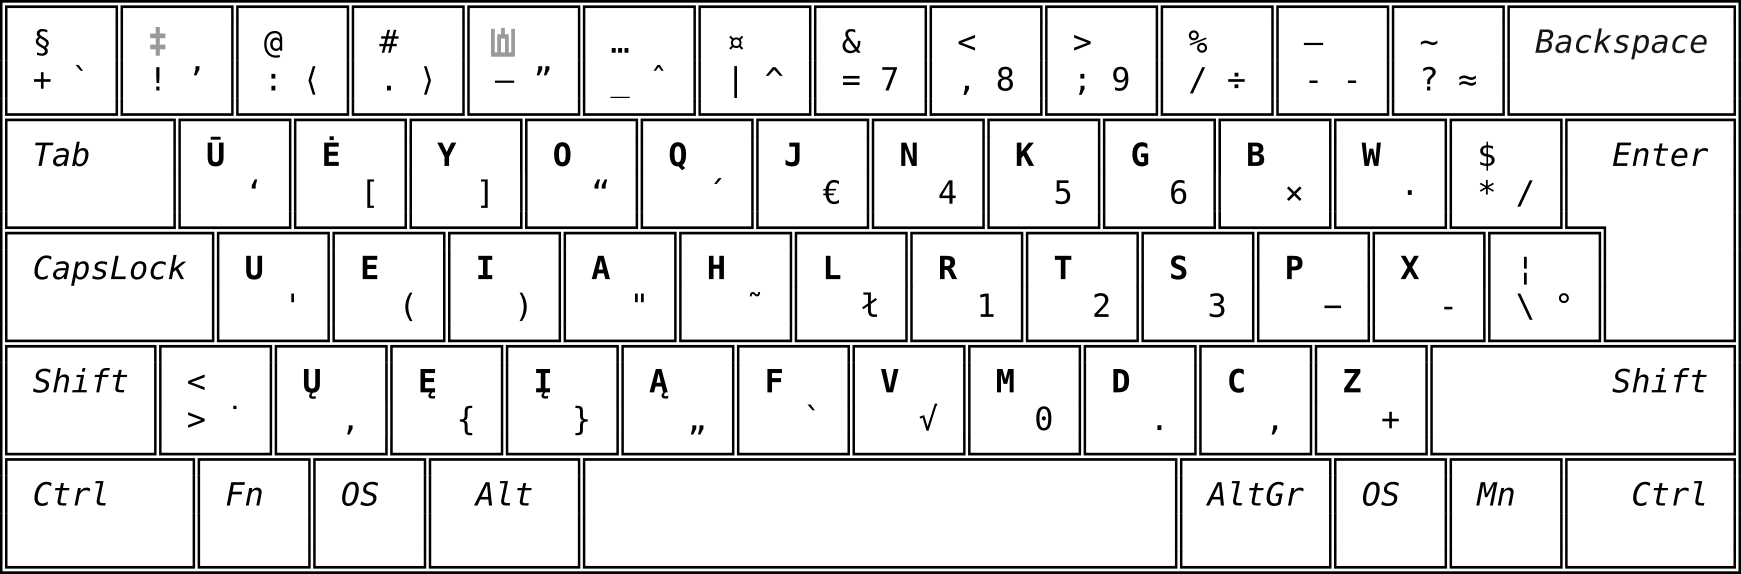 § ‡ @ # 山 … ¤ & < > % — ~ Backspace
+ ` ! ’ : ⟨ . ⟩ – ” _ ˆ | ^ = 7 , 8 ; 9 / ÷ - - ? ≈
Tab Ū Ė Y O Q J N K G B W $ Enter
‘ [ ] “ ´ € 4 5 6 × · * /
CapsLock U E I A H L R T S P X ¦
' ( ) " ˜ ł 1 2 3 – - \ °
Shift < Ų Ę Į Ą F V M D C Z Shift
> ˙ , { } „ ` √ 0 . , +
Ctrl Fn OS Alt AltGr OS Mn Ctrl